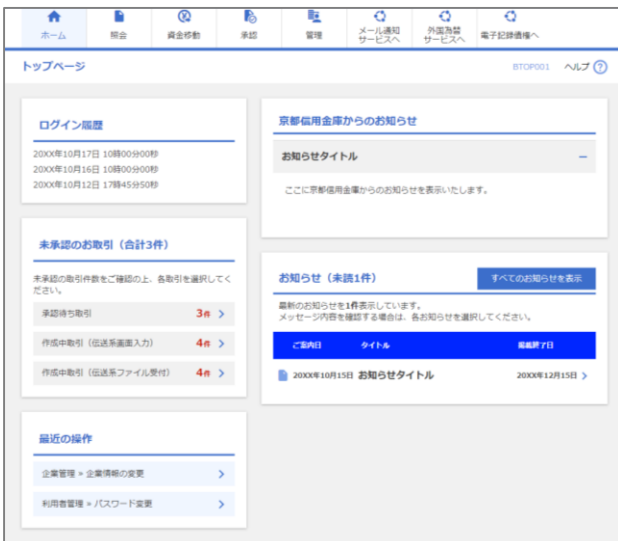 ホーム
照会
資金移動
承認
管理
メール通知
サービスへ
外国為替
サービスへ
電子記録債権へ
トップページ
BTOP001
ヘルプ ?
ログイン履歴
20XX年10月17日 10時00分00秒
20XX年10月16日 10時00分00秒
20XX年10月12日 17時45分50秒
未承認のお取引（合計3件）
未承認の取引件数をご確認の上、各取引を選択してく
ださい。
承認待ち取引 3件
作成中取引（伝送系画面入力） 4件
作成中取引（伝送系ファイル受付） 4件
最近の操作
企業管理 » 企業情報の変更
利用者管理 » パスワード変更
京都信用金庫からのお知らせ
お知らせタイトル
ここに京都信用金庫からのお知らせを表示いたします。
お知らせ（未読1件）
すべてのお知らせを表示
最新のお知らせを1件表示しています。
メッセージ内容を確認する場合は、各お知らせを選択してください。
ご案内日 タイトル 掲載終了日
20XX年10月15日 お知らせタイトル 20XX年12月15日